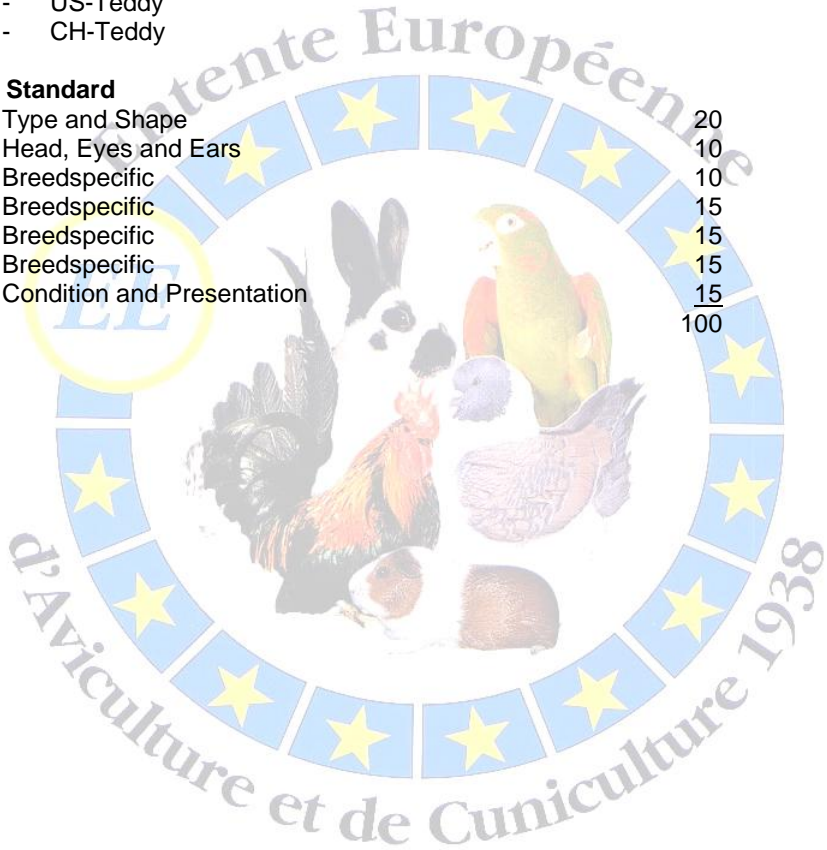 - US-Teddy
- CH-Teddy
Standard
Type and Shape 20
Head, Eyes and Ears 10
Breedspecific 10
Breedspecific 15
Breedspecific 15
Breedspecific 15
Condition and Presentation 15
100
Entente Européenne
EE
d'Aviculture et de Cuniculture 1938